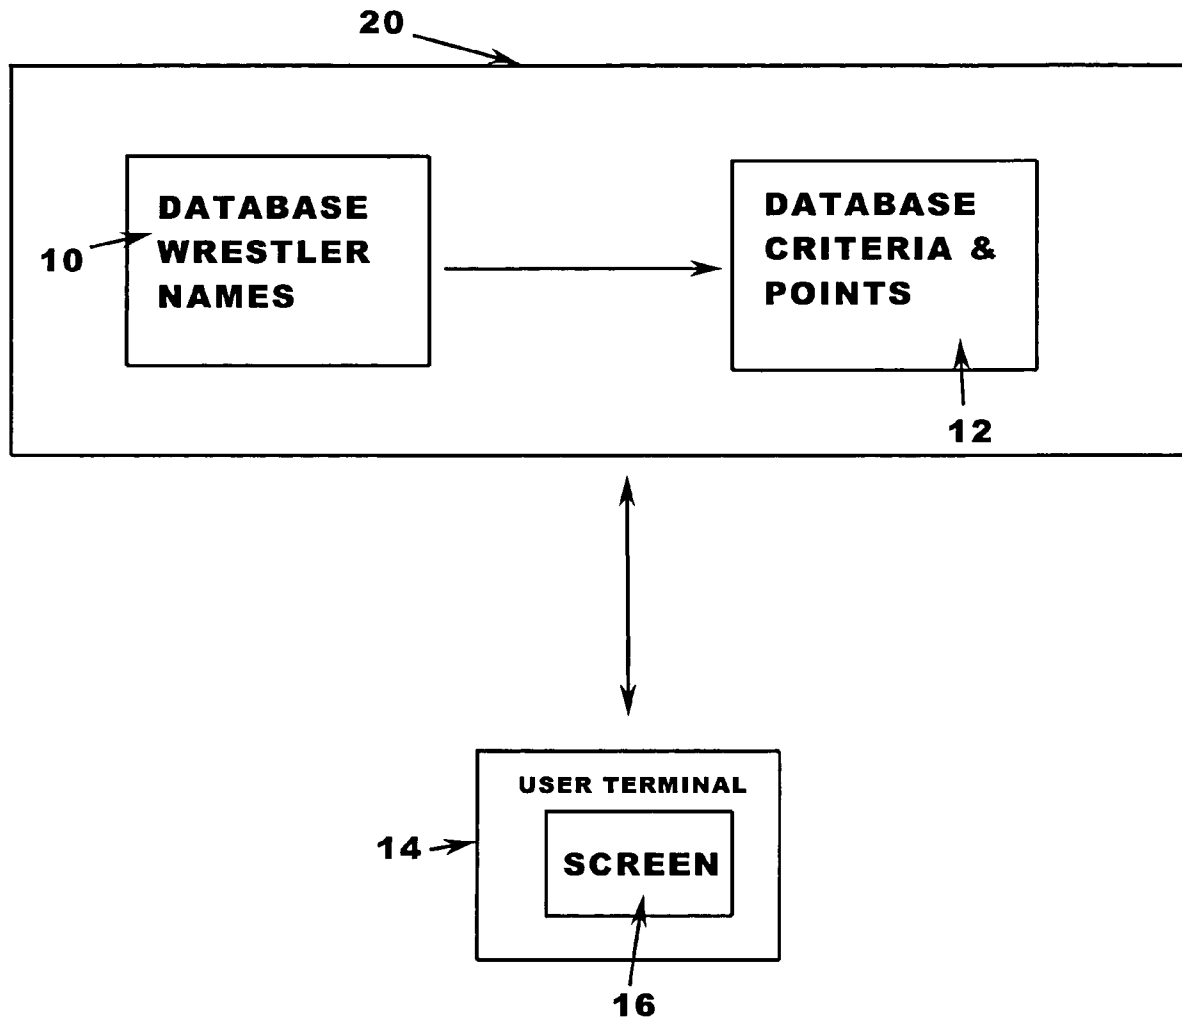 20
DATABASE
WRESTLER
NAMES
10
DATABASE
CRITERIA &
POINTS
12
USER TERMINAL
14
SCREEN
16